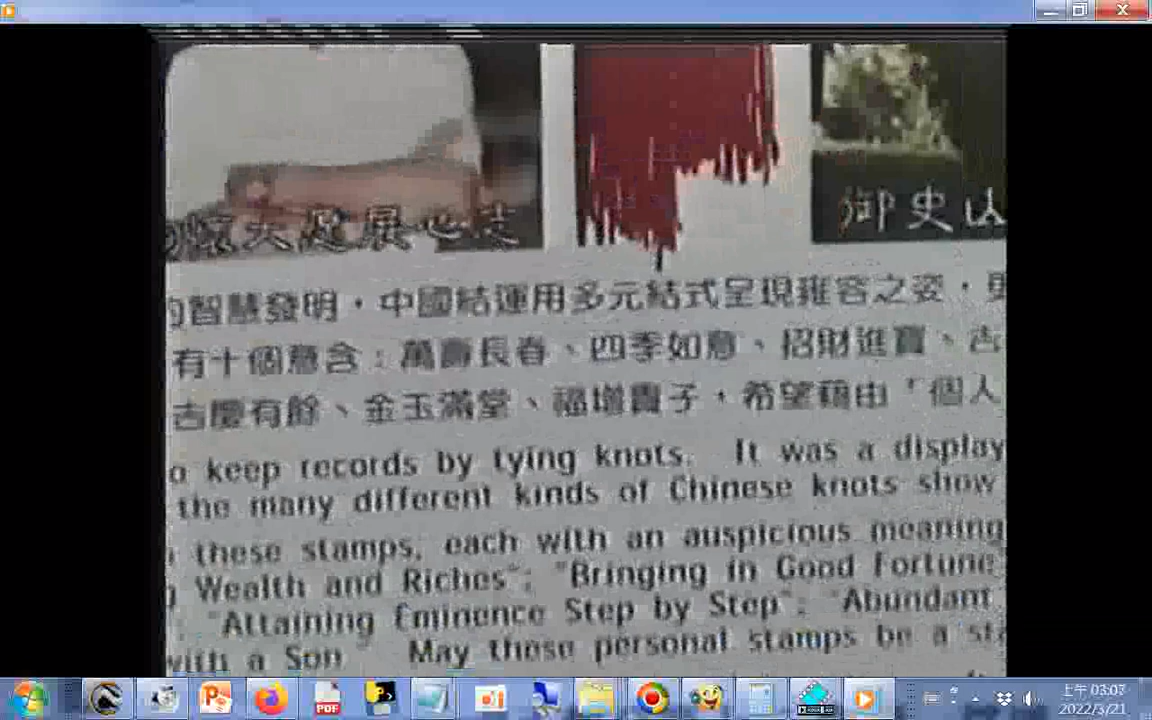 御史山
的智慧發明，中國結運用多元結式呈現雍容之姿，更
有十個意含：萬壽長春、四季如意、招財進寶、吉
吉慶有餘、金玉滿堂、福增貴子，希望藉由「個人
o keep records by tying knots. It was a display
the many different kinds of Chinese knots show
these stamps, each with an auspicious meaning
g Wealth and Riches"; "Bringing in Good Fortune
"Attaining Eminence Step by Step"; "Abundant
with a Son" May these personal stamps be a sta
PDF
上午 03:07
2022/3/21